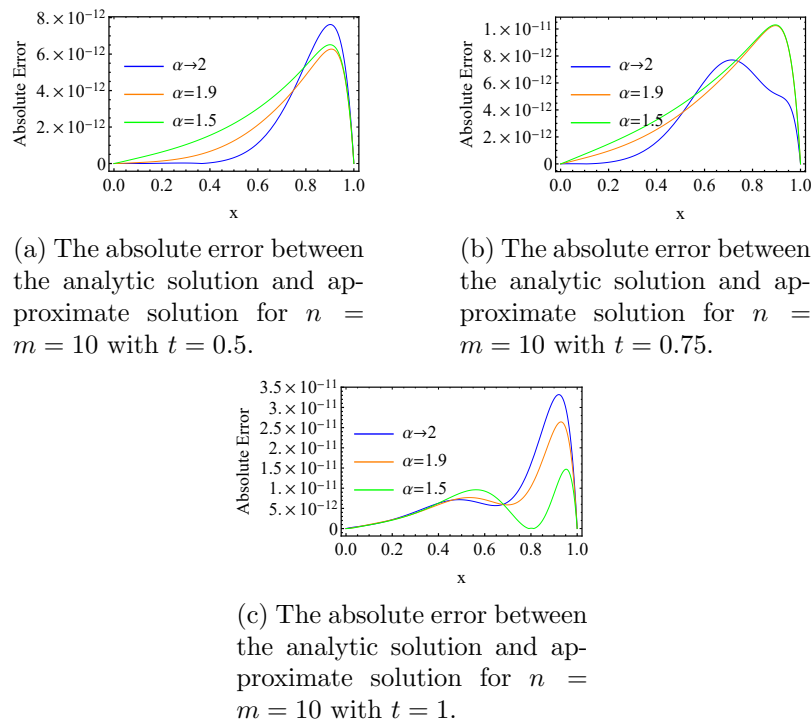 8.×10⁻¹²
6.×10⁻¹²
4.×10⁻¹²
2.×10⁻¹²
0
Absolute Error
α→2
α=1.9
α=1.5
0.0 0.2 0.4 0.6 0.8 1.0
x
(a) The absolute error between
the analytic solution and ap-
proximate solution for n =
m = 10 with t = 0.5.
1.×10⁻¹¹
8.×10⁻¹²
6.×10⁻¹²
4.×10⁻¹²
2.×10⁻¹²
0
Absolute Error
α→2
α=1.9
α=1.5
0.0 0.2 0.4 0.6 0.8 1.0
x
(b) The absolute error between
the analytic solution and ap-
proximate solution for n =
m = 10 with t = 0.75.
3.5×10⁻¹¹
3.×10⁻¹¹
2.5×10⁻¹¹
2.×10⁻¹¹
1.5×10⁻¹¹
1.×10⁻¹¹
5.×10⁻¹²
0
Absolute Error
α→2
α=1.9
α=1.5
0.0 0.2 0.4 0.6 0.8 1.0
x
(c) The absolute error between
the analytic solution and ap-
proximate solution for n =
m = 10 with t = 1.